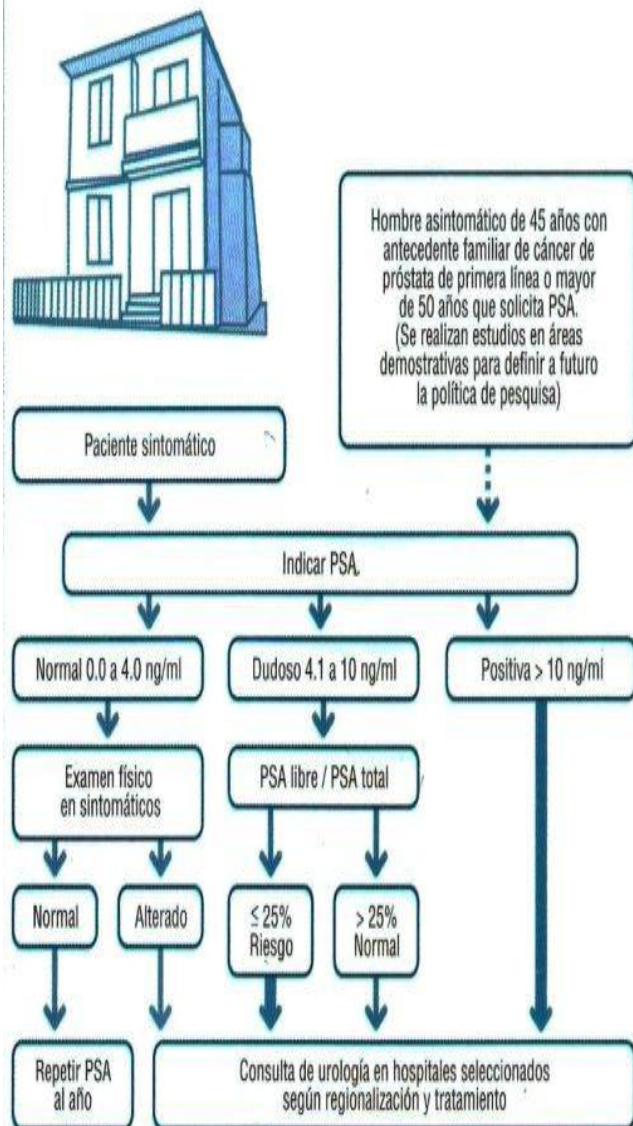 Hombre asintomático de 45 años con
antecedente familiar de cáncer de
próstata de primera línea o mayor
de 50 años que solicita PSA.
(Se realizan estudios en áreas
demostrativas para definir a futuro
la política de pesquisa)
Paciente sintomático
Indicar PSA.
Normal 0.0 a 4.0 ng/ml
Dudoso 4.1 a 10 ng/ml
Positiva > 10 ng/ml
Examen físico
en sintomáticos
PSA libre / PSA total
Normal
Alterado
≤ 25%
Riesgo
> 25%
Normal
Repetir PSA
al año
Consulta de urología en hospitales seleccionados
según regionalización y tratamiento